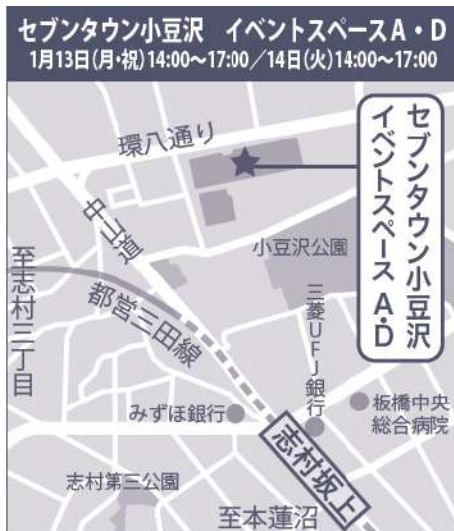 セブンタウン小豆沢 イベントスペースA・D
1月13日(月・祝)14:00～17:00／14日(火)14:00～17:00
環八通り
セブンタウン小豆沢
イベントスペース A・D
中山道
小豆沢公園
至志村三丁目
都営三田線
三菱UFJ銀行
みずほ銀行
板橋中央
総合病院
志村坂上
志村第三公園
至本蓮沼